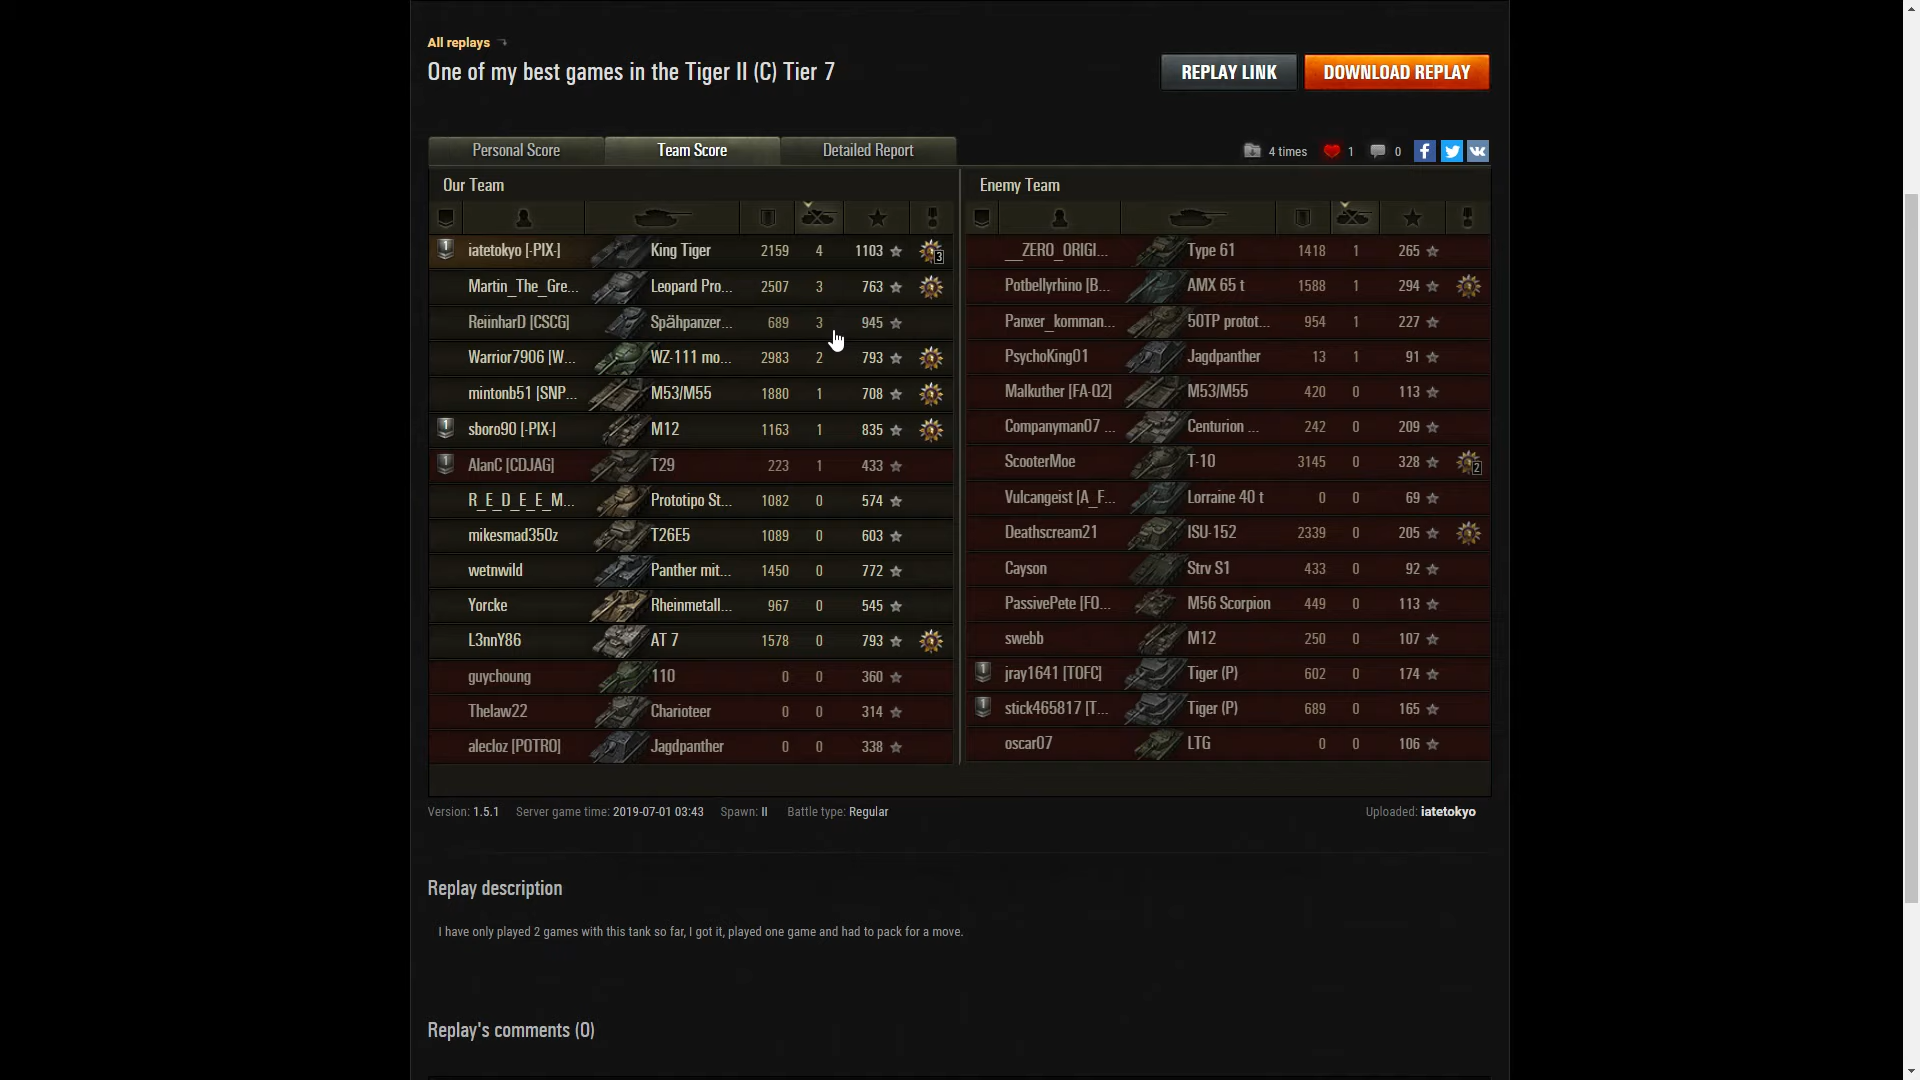 All replays
One of my best games in the Tiger II (C) Tier 7
REPLAY LINK
DOWNLOAD REPLAY
Personal Score Team Score Detailed Report 4 times 1 0
Our Team
1 iatetokyo [-PIX-] King Tiger 2159 4 1103 3
Martin_The_Gre... Leopard Pro... 2507 3 763
ReiinharD [CSCG] Spähpanzer... 689 3 945
Warrior7906 [W... WZ-111 mo... 2983 2 793
mintonb51 [SNP... M53/M55 1880 1 708
1 sboro90 [-PIX-] M12 1163 1 835
1 AlanC [CDJAG] T29 223 1 433
R_E_D_E_E_M... Prototipo St... 1082 0 574
mikesmad350z T26E5 1089 0 603
wetnwild Panther mit... 1450 0 772
Yorcke Rheinmetall... 967 0 545
L3nnY86 AT 7 1578 0 793
guychoung 110 0 0 360
Thelaw22 Charioteer 0 0 314
alecloz [POTRO] Jagdpanther 0 0 338
Enemy Team
__ZERO_ORIGI... Type 61 1418 1 265
Potbellyrhino [B... AMX 65 t 1588 1 294
Panxer_komman... 50TP protot... 954 1 227
PsychoKing01 Jagdpanther 13 1 91
Malkuther [FA-Q2] M53/M55 420 0 113
Companyman07 ... Centurion ... 242 0 209
ScooterMoe T-10 3145 0 328 2
Vulcangeist [A_F... Lorraine 40 t 0 0 69
Deathscream21 ISU-152 2339 0 205
Cayson Strv S1 433 0 92
PassivePete [FO... M56 Scorpion 449 0 113
swebb M12 250 0 107
1 jray1641 [TOFC] Tiger (P) 602 0 174
1 stick465817 [T... Tiger (P) 689 0 165
oscar07 LTG 0 0 106
Version: 1.5.1 Server game time: 2019-07-01 03:43 Spawn: II Battle type: Regular Uploaded: iatetokyo
Replay description
I have only played 2 games with this tank so far, I got it, played one game and had to pack for a move.
Replay's comments (0)